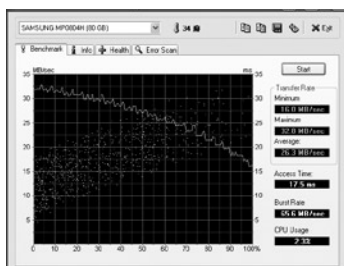 SAMSUNG MP0804H (80 GB)
34
Exit
Benchmark Info Health Error Scan
MB/sec ms
Start
35 35
30 30
25 25
20 20
15 15
10 10
5 5
0 10 20 30 40 50 60 70 80 90 100%
Transfer Rate
Minimum:
16.0 MB/sec
Maximum:
32.0 MB/sec
Average:
26.3 MB/sec
Access Time:
17.5 ms
Burst Rate
65.6 MB/sec
CPU Usage
2.3%